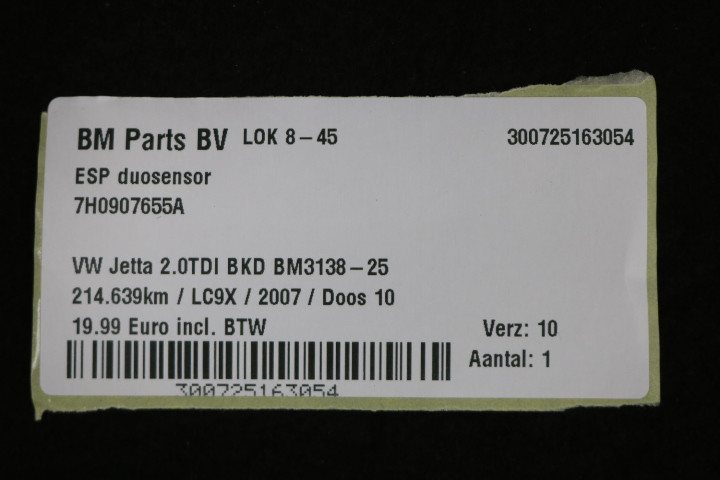 BM Parts BV LOK 8-45 300725163054
ESP duosensor
7H0907655A
VW Jetta 2.0TDI BKD BM3138-25
214.639km / LC9X / 2007 / Doos 10
19.99 Euro incl. BTW Verz: 10
Aantal: 1
300725163054